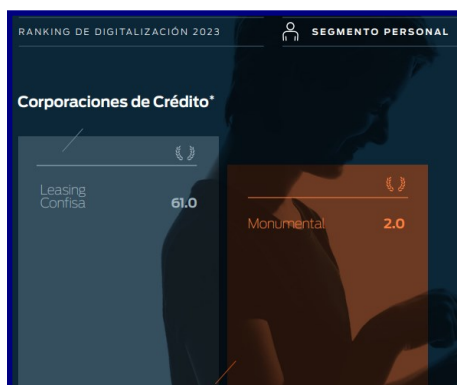 RANKING DE DIGITALIZACIÓN 2023
SEGMENTO PERSONAL
Corporaciones de Crédito*
Leasing
Confisa 61.0
Monumental 2.0